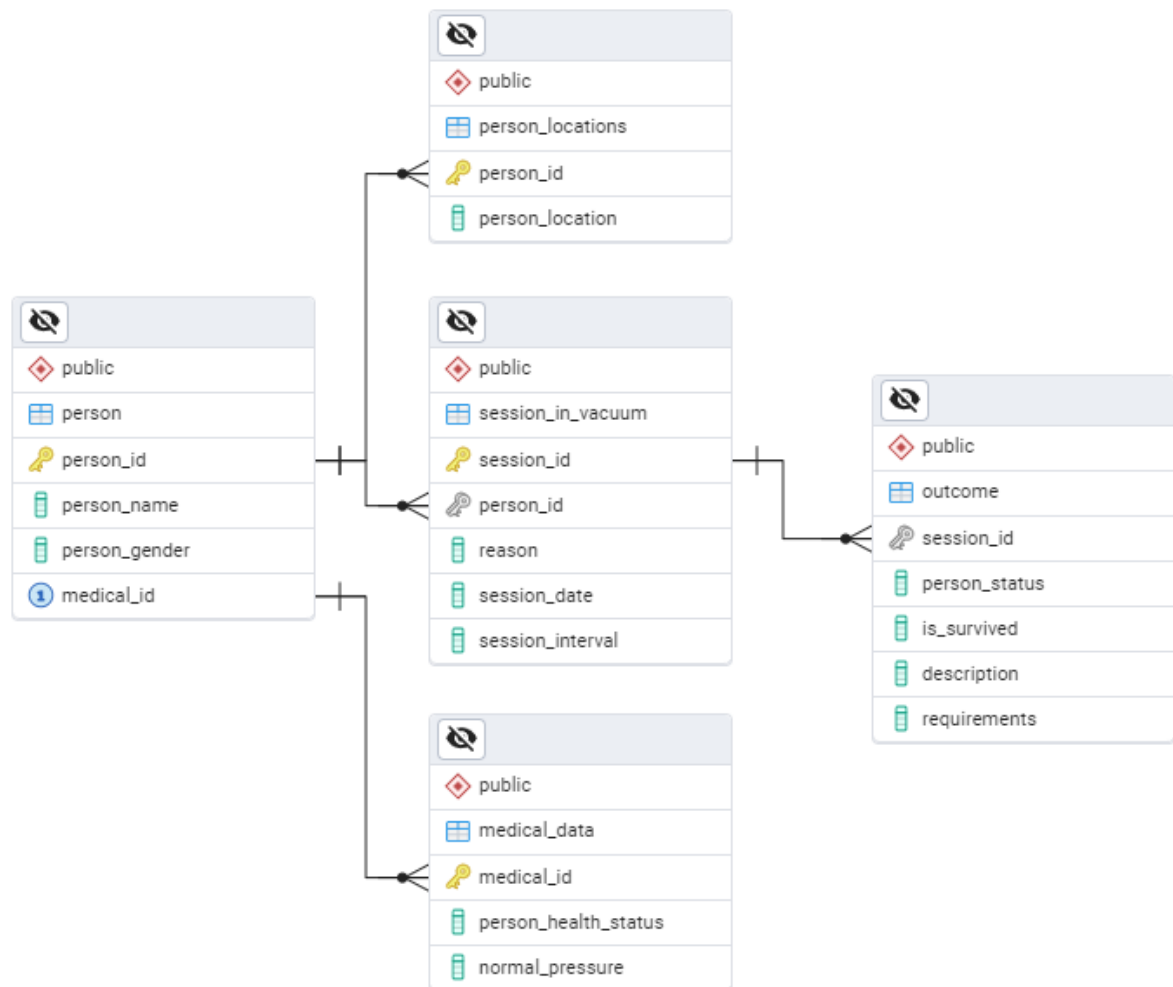 public
person_locations
person_id
person_location
public
person
person_id
person_name
person_gender
1 medical_id
public
session_in_vacuum
session_id
person_id
reason
session_date
session_interval
public
outcome
session_id
person_status
is_survived
description
requirements
public
medical_data
medical_id
person_health_status
normal_pressure